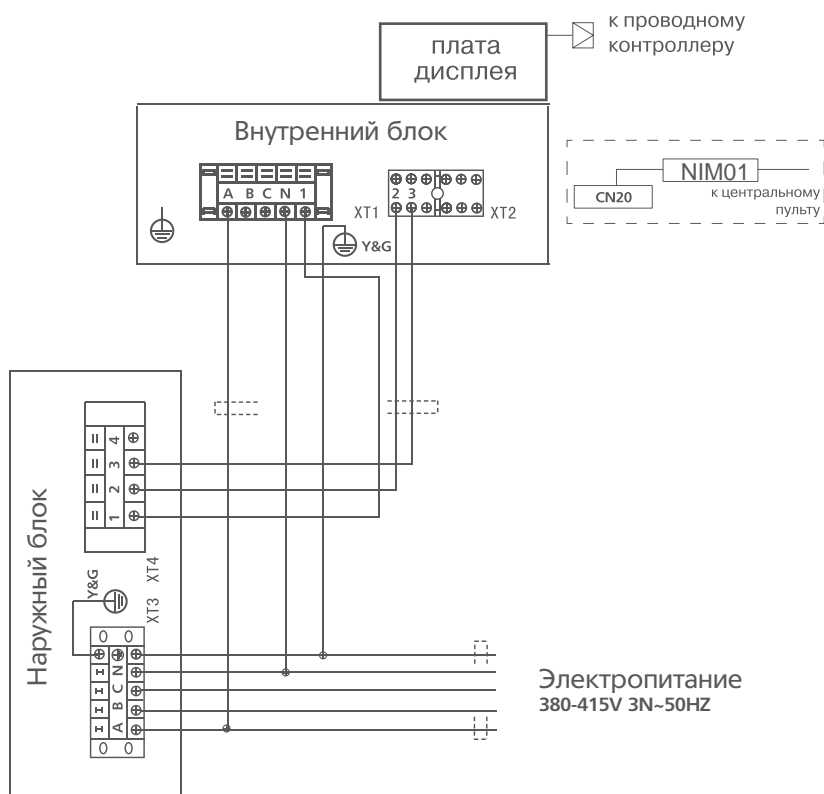 к проводному
контроллеру
плата
дисплея
Внутренний блок
A B C N 1
2 3
XT1
XT2
Y&G
NIM01
CN20
к центральному
пульту
Наружный блок
4
3
2
1
XT4
Y&G
XT3
N
C
B
A
Электропитание
380-415V 3N~50HZ